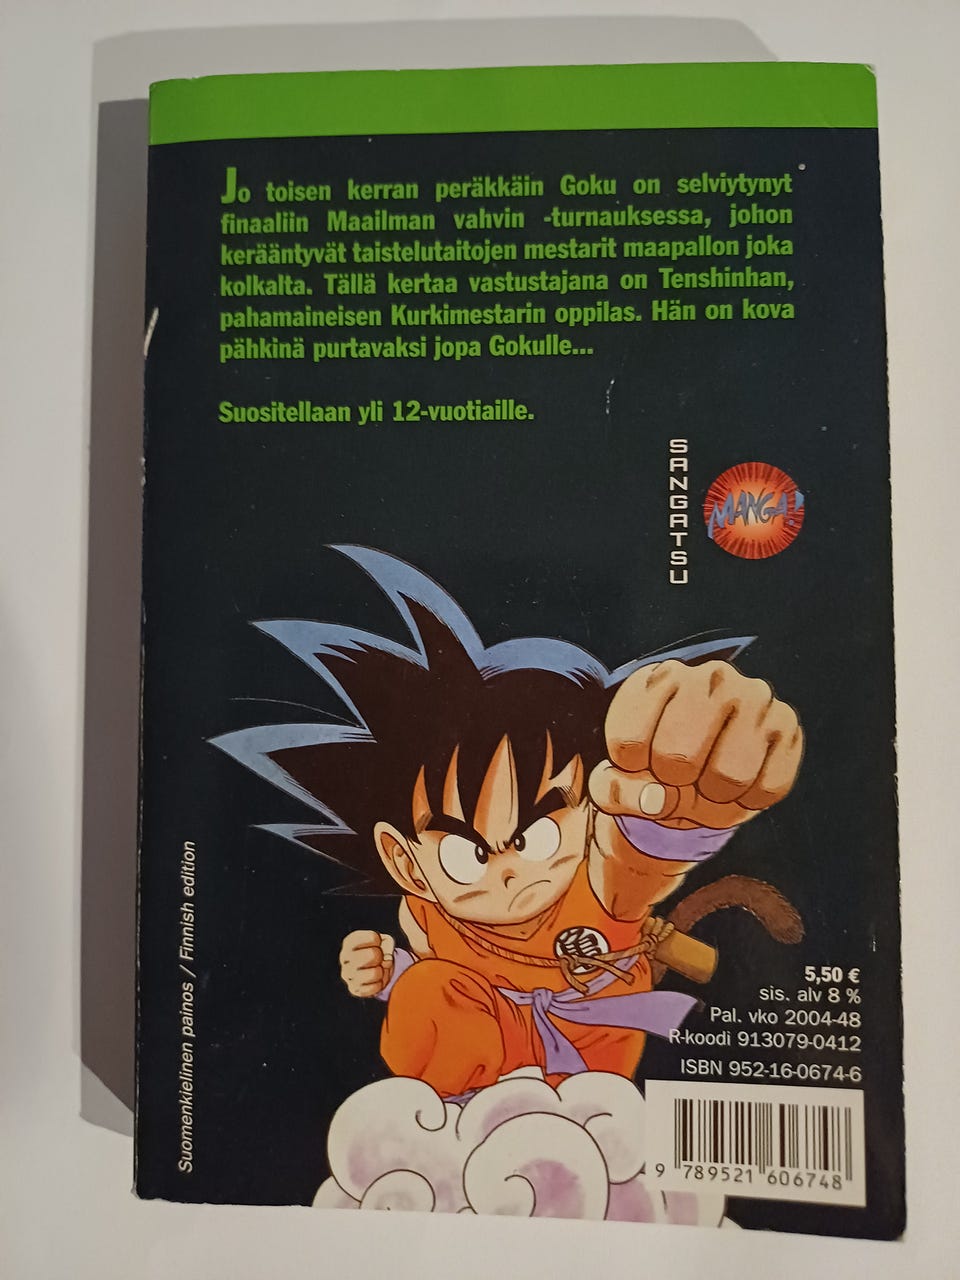 Jo toisen kerran peräkkäin Goku on selviytynyt
finaaliin Maailman vahvin -turnauksessa, johon
kerääntyvät taistelutaitojen mestarit maapallon joka
kolkalta. Tällä kertaa vastustajana on Tenshinhan,
pahamaineisen Kurkimestarin oppilas. Hän on kova
pähkinä purtavaksi jopa Gokulle...
Suositellaan yli 12-vuotiaille.
SANGATSU
MANGA!
亀
Suomenkielinen painos / Finnish edition
5,50 €
sis. alv 8 %
Pal. vko 2004-48
R-koodi 913079-0412
ISBN 952-16-0674-6
9 789521 606748